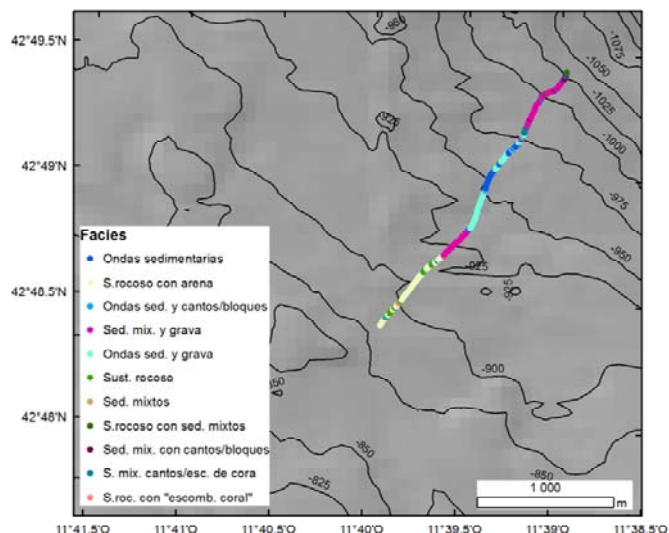 42°49.5'N
42°49'N
42°40.5'N
42°48'N
-850
-1075
-1050
-1025
-1000
-975
-950
-925
-925
-925
-900
-850
-825
-850
Facies
Ondas sedimentarias
S.rocoso con arena
Ondas sed. y cantos/bloques
Sed. mix. y grava
Ondas sed. y grava
Sust. rocoso
Sed. mixtos
S.rocoso con sed. mixtos
Sed. mix. con cantos/bloques
S. mix. cantos/esc. de cora
S.roc. con "escomb. coral"
1 000
m
11°41.5'W
11°41'W
11°40.5'W
11°40'W
11°39.5'W
11°39'W
11°38.5'W